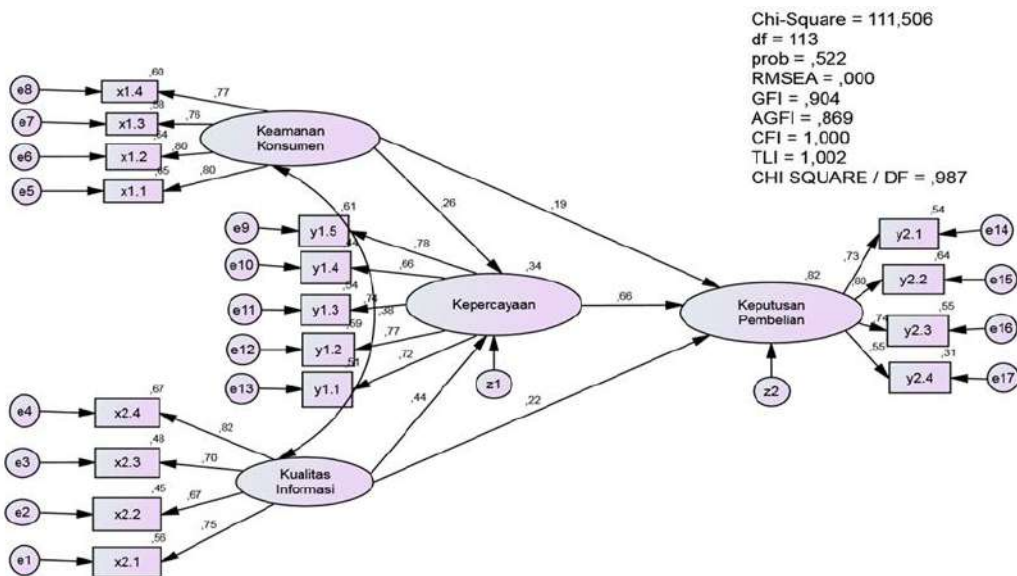 Chi-Square = 111,506
df = 113
prob = ,522
RMSEA = ,000
GFI = ,904
AGFI = ,869
CFI = 1,000
TLI = 1,002
CHI SQUARE / DF = ,987
,60
e8
x1.4
,77
,58
e7
x1.3
,76
,64
e6
x1.2
,80
,65
e5
x1.1
,80
Keamanan
Konsumen
,26
,19
,61
e9
y1.5
,78
e10
y1.4
,66
,54
e11
y1.3
,74
,38
,59
e12
y1.2
,77
,51
e13
y1.1
,72
,34
Kepercayaan
z1
,66
,82
Keputusan
Pembelian
z2
,54
y2.1
e14
,73
,64
y2.2
e15
,80
,55
y2.3
e16
,74
,31
y2.4
e17
,55
,44
,22
,67
e4
x2.4
,82
,48
e3
x2.3
,70
,45
e2
x2.2
,67
,56
e1
x2.1
,75
Kualitas
Informasi